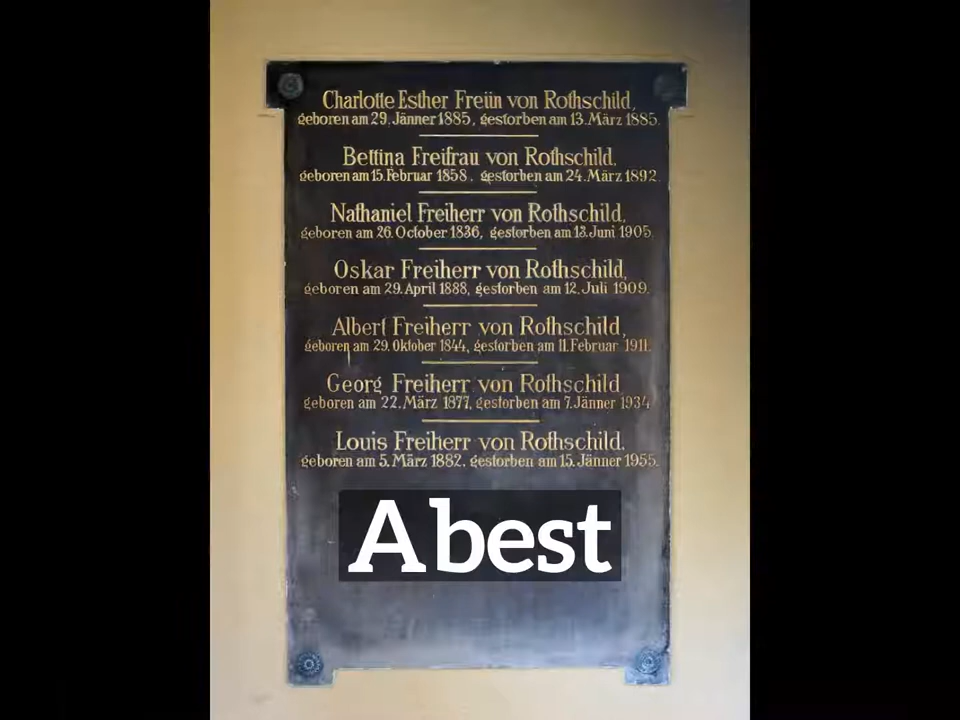 Charlotte Esther Freiin von Rothschild,
geboren am 29. Jänner 1885, gestorben am 13. März 1885.
Bettina Freifrau von Rothschild,
geboren am 15. Februar 1858, gestorben am 24. März 1892.
Nathaniel Freiherr von Rothschild,
geboren am 26. October 1836, gestorben am 13. Juni 1905.
Oskar Freiherr von Rothschild,
geboren am 29. April 1888, gestorben am 12. Juli 1909.
Albert Freiherr von Rothschild,
geboren am 29. Oktober 1844, gestorben am 11. Februar 1911.
Georg Freiherr von Rothschild
geboren am 22. März 1877, gestorben am 7. Jänner 1934
Louis Freiherr von Rothschild.
geboren am 5. März 1882, gestorben am 15. Jänner 1955.
A best